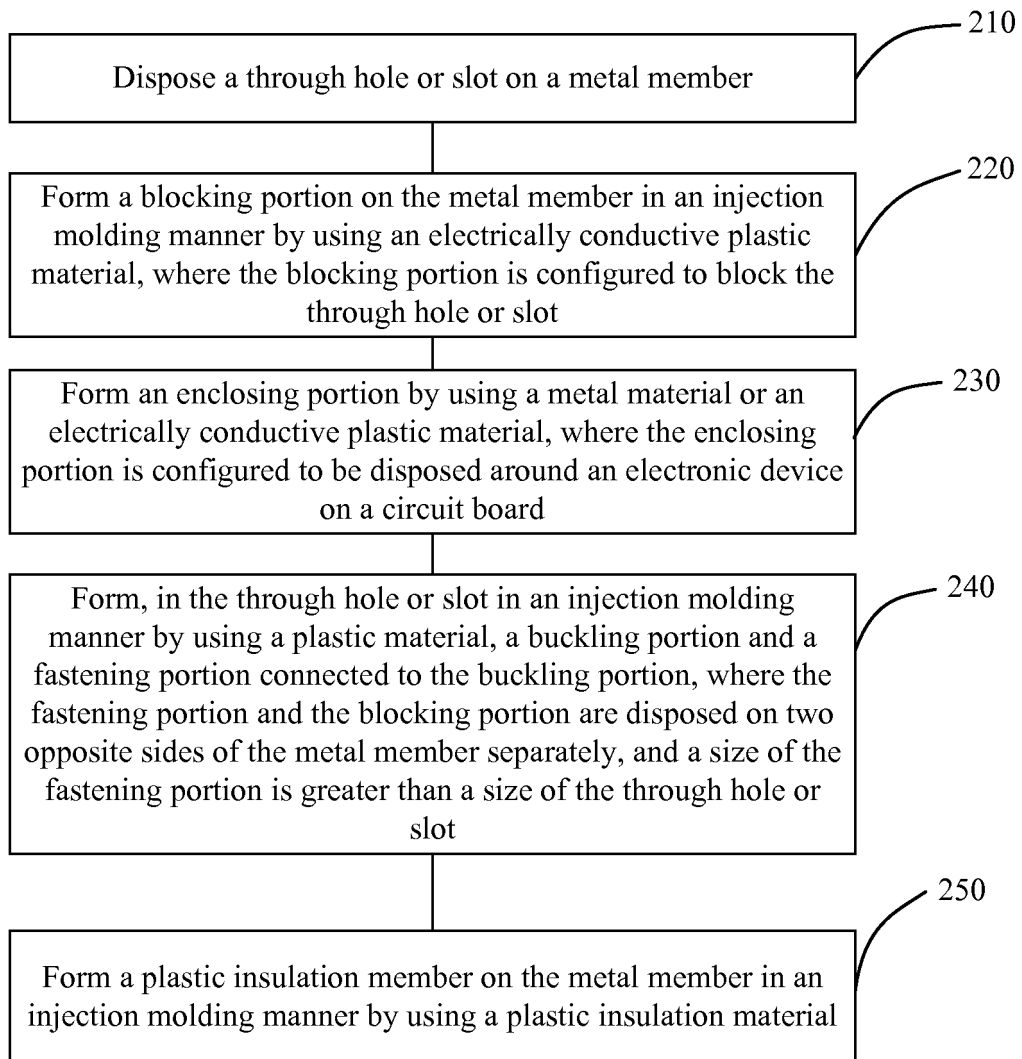 210
Dispose a through hole or slot on a metal member
220
Form a blocking portion on the metal member in an injection
molding manner by using an electrically conductive plastic
material, where the blocking portion is configured to block the
through hole or slot
230
Form an enclosing portion by using a metal material or an
electrically conductive plastic material, where the enclosing
portion is configured to be disposed around an electronic device
on a circuit board
240
Form, in the through hole or slot in an injection molding
manner by using a plastic material, a buckling portion and a
fastening portion connected to the buckling portion, where the
fastening portion and the blocking portion are disposed on two
opposite sides of the metal member separately, and a size of the
fastening portion is greater than a size of the through hole or
slot
250
Form a plastic insulation member on the metal member in an
injection molding manner by using a plastic insulation material